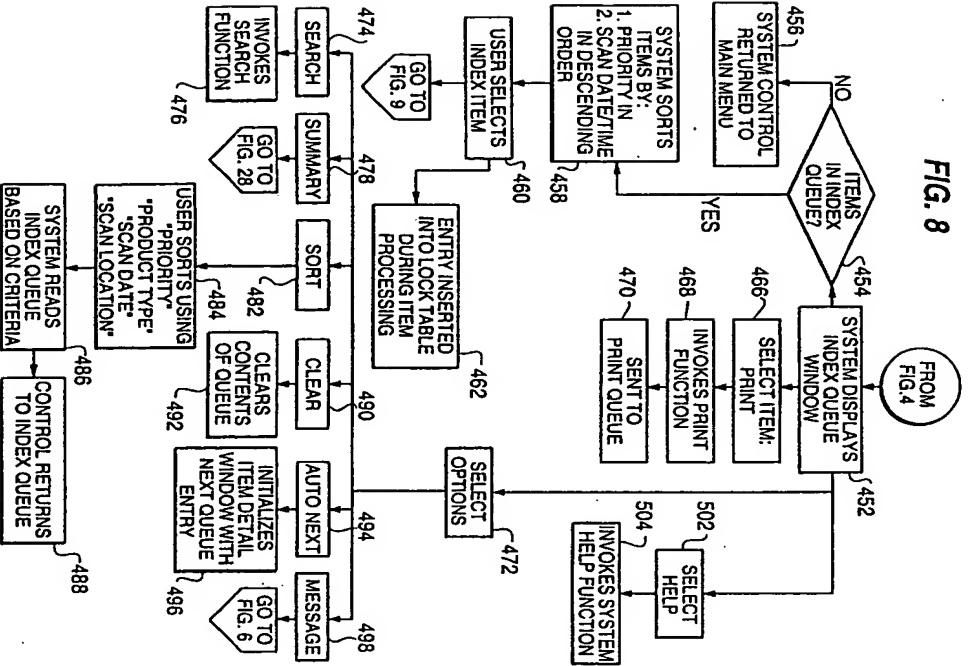 FIG. 8
FROM
FIG.4
SYSTEM DISPLAYS
INDEX QUEUE
WINDOW
452
ITEMS
IN INDEX
QUEUE?
454
NO
SYSTEM CONTROL
RETURNED TO
MAIN MENU
456
YES
SYSTEM SORTS
ITEMS BY:
1. PRIORITY IN
2. SCAN DATE/TIME
IN DESCENDING
ORDER
458
USER SELECTS
INDEX ITEM
460
GO TO
FIG. 9
ENTRY INSERTED
INTO LOCK TABLE
DURING ITEM
PROCESSING
462
SELECT ITEM:
PRINT
466
INVOKES PRINT
FUNCTION
468
SENT TO
PRINT QUEUE
470
SELECT
HELP
502
INVOKES SYSTEM
HELP FUNCTION
504
SELECT
OPTIONS
472
SEARCH
474
INVOKES
SEARCH
FUNCTION
476
SUMMARY
478
GO TO
FIG. 28
SORT
482
USER SORTS USING
"PRIORITY"
"PRODUCT TYPE"
"SCAN DATE"
"SCAN LOCATION"
484
SYSTEM READS
INDEX QUEUE
BASED ON CRITERIA
486
CONTROL RETURNS
TO INDEX QUEUE
488
CLEAR
490
CLEARS
CONTENTS
OF QUEUE
492
AUTO NEXT
494
INITIALIZES
ITEM DETAIL
WINDOW WITH
NEXT QUEUE
ENTRY
496
MESSAGE
498
GO TO
FIG. 6